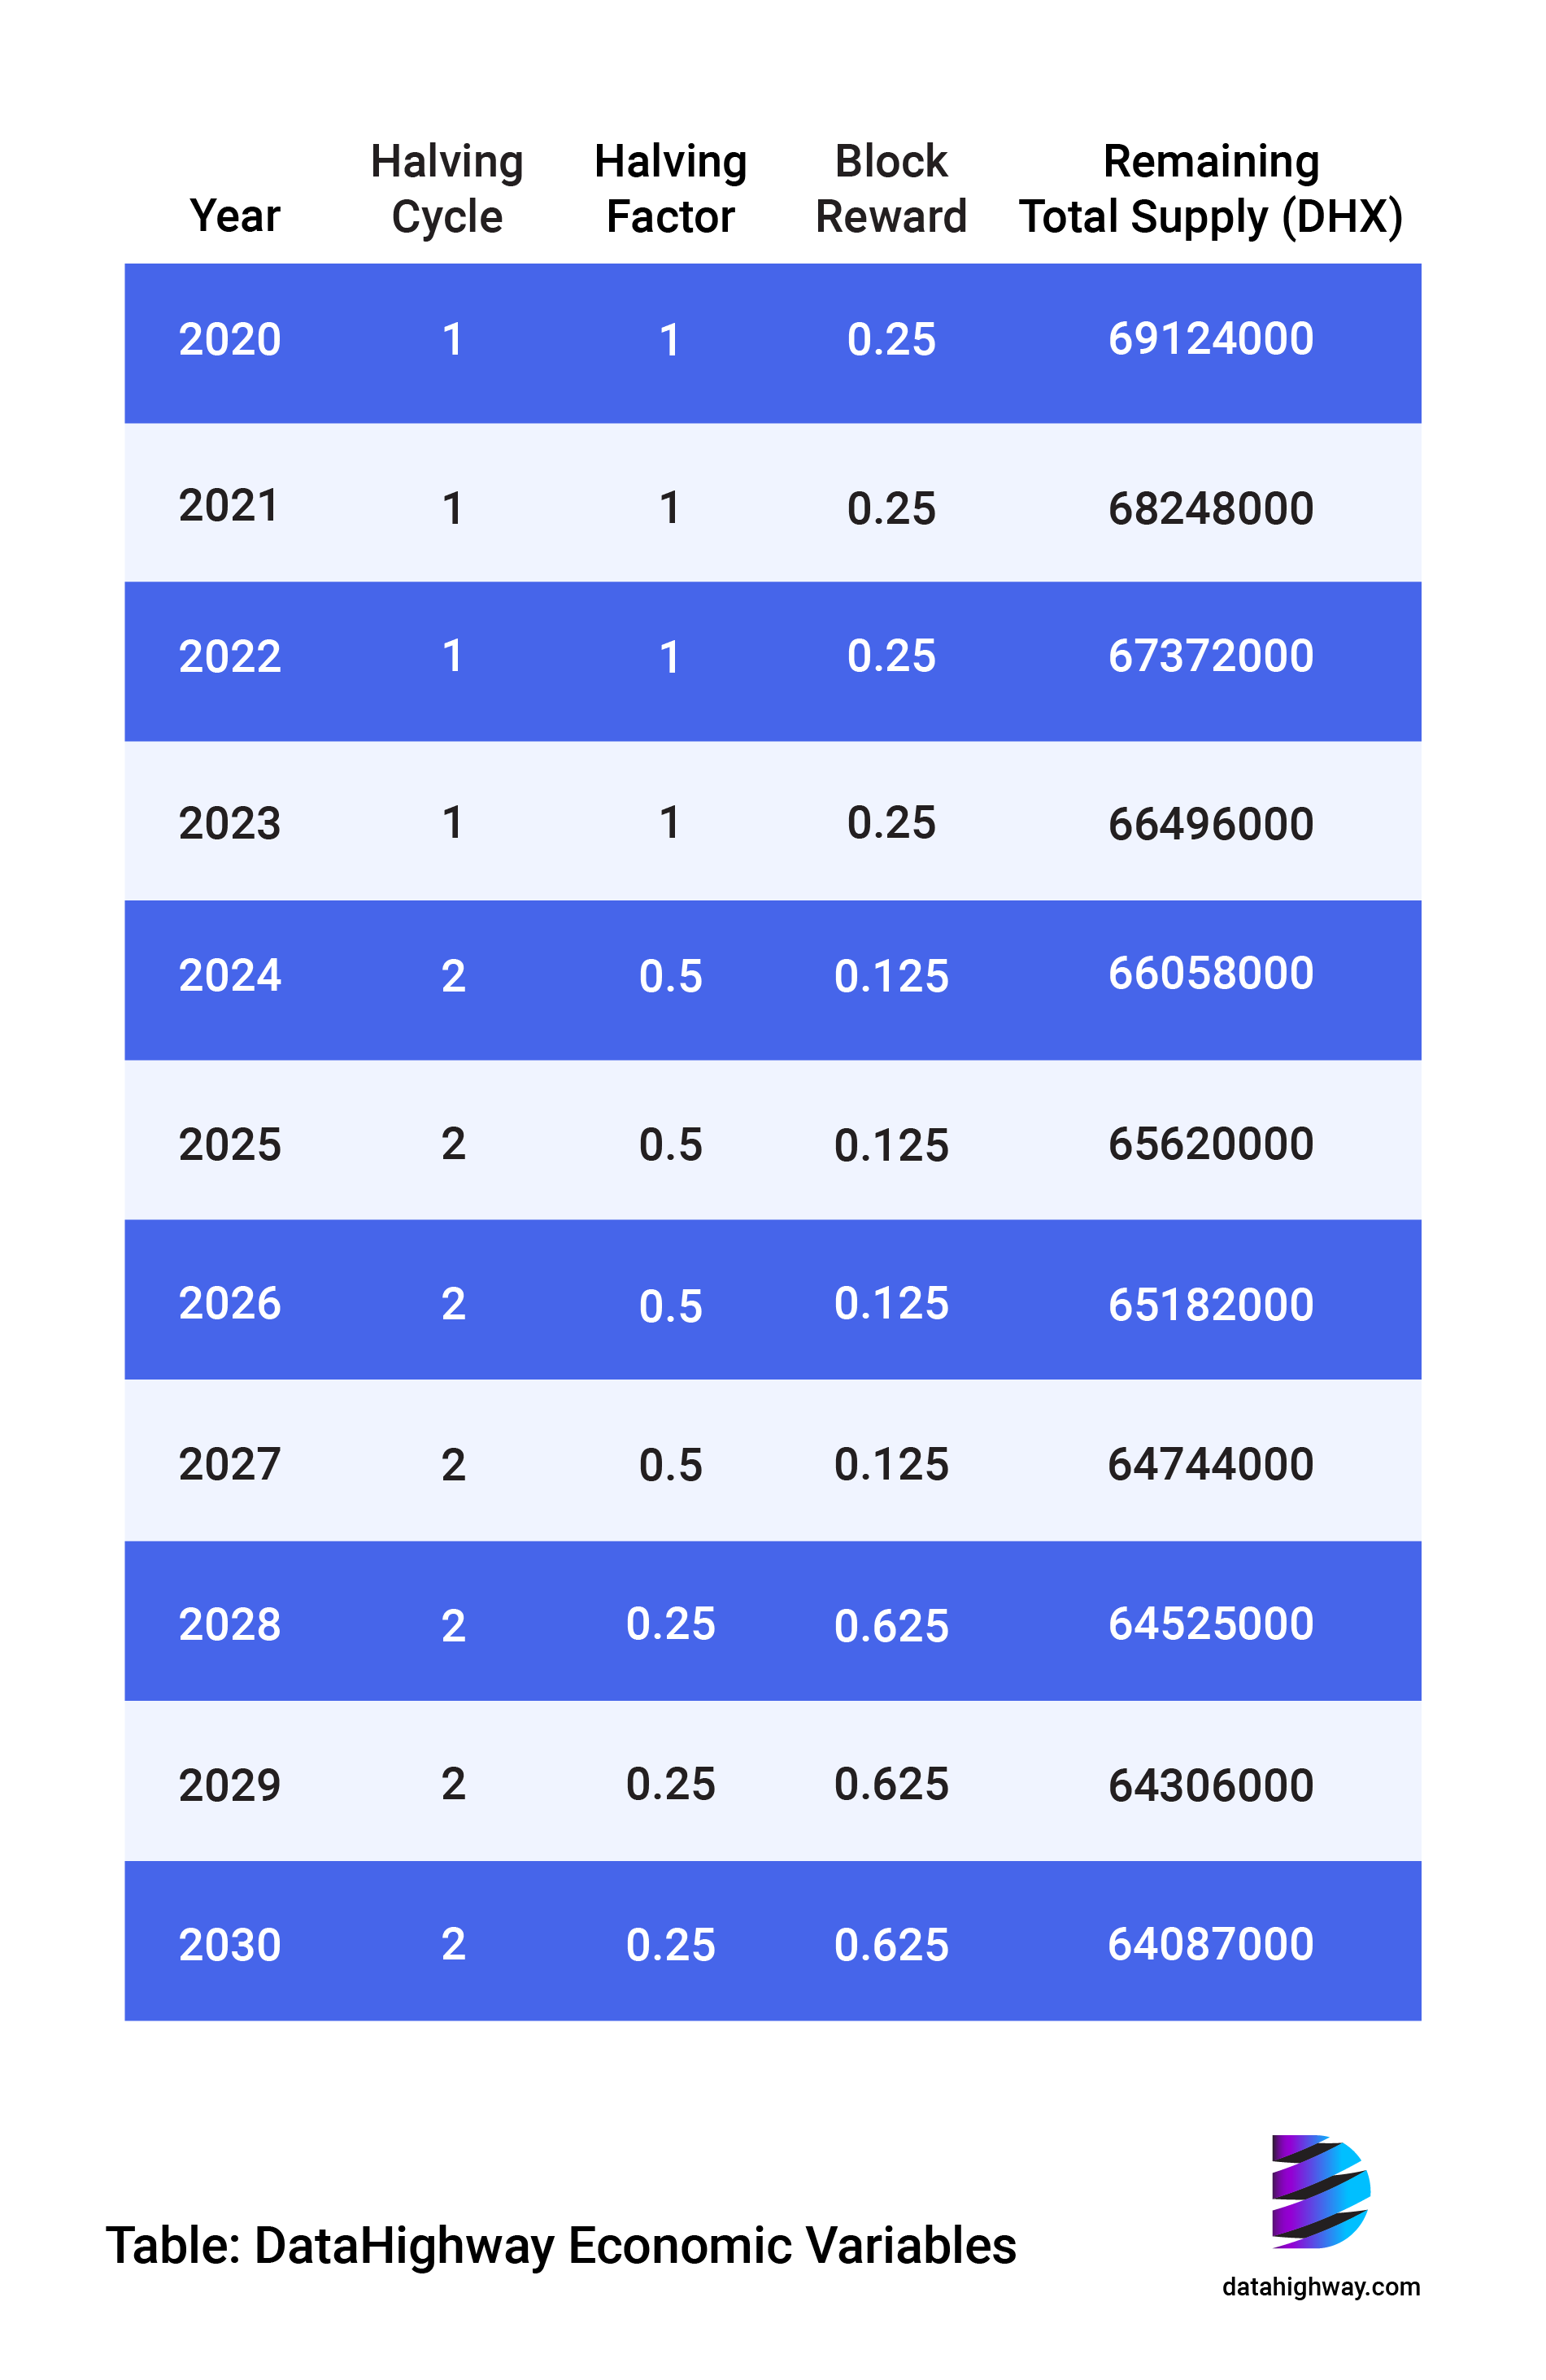 Year Halving Cycle Halving Factor Block Reward Remaining Total Supply (DHX)
2020 1 1 0.25 69124000
2021 1 1 0.25 68248000
2022 1 1 0.25 67372000
2023 1 1 0.25 66496000
2024 2 0.5 0.125 66058000
2025 2 0.5 0.125 65620000
2026 2 0.5 0.125 65182000
2027 2 0.5 0.125 64744000
2028 2 0.25 0.625 64525000
2029 2 0.25 0.625 64306000
2030 2 0.25 0.625 64087000
Table: DataHighway Economic Variables
datahighway.com